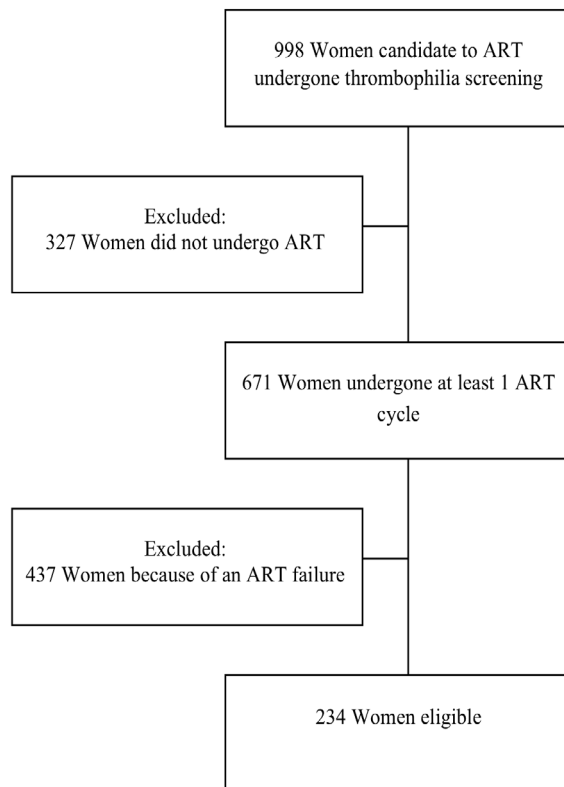 998 Women candidate to ART
undergone thrombophilia screening
Excluded:
327 Women did not undergo ART
671 Women undergone at least 1 ART
cycle
Excluded:
437 Women because of an ART failure
234 Women eligible